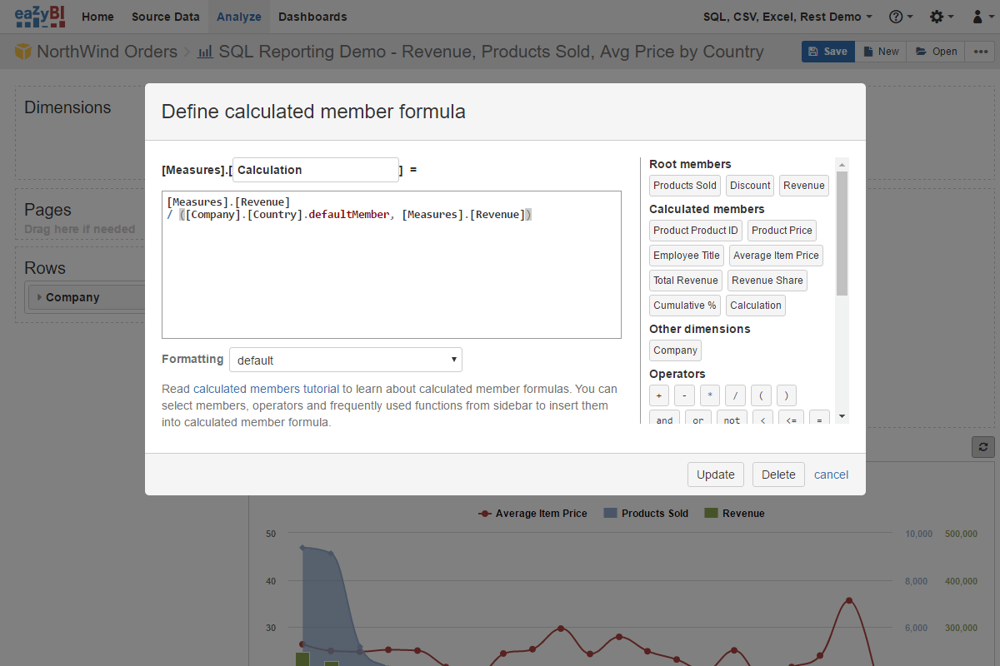 eazyBI Home Source Data Analyze Dashboards SQL, CSV, Excel, Rest Demo
NorthWind Orders > SQL Reporting Demo - Revenue, Products Sold, Avg Price by Country Save New Open •••
Dimensions
Pages
Drag here if needed
Rows
Company
Define calculated member formula
[Measures].[ Calculation ] =
[Measures].[Revenue]
/ ([Company].[Country].defaultMember, [Measures].[Revenue])
Formatting default
Read calculated members tutorial to learn about calculated member formulas. You can
select members, operators and frequently used functions from sidebar to insert them
into calculated member formula.
Root members
Products Sold Discount Revenue
Calculated members
Product Product ID Product Price
Employee Title Average Item Price
Total Revenue Revenue Share
Cumulative % Calculation
Other dimensions
Company
Operators
+ - * / ( )
and or not < <= =
Update Delete cancel
Average Item Price Products Sold Revenue
50 10,000 500,000
40 8,000 400,000
30 6,000 300,000